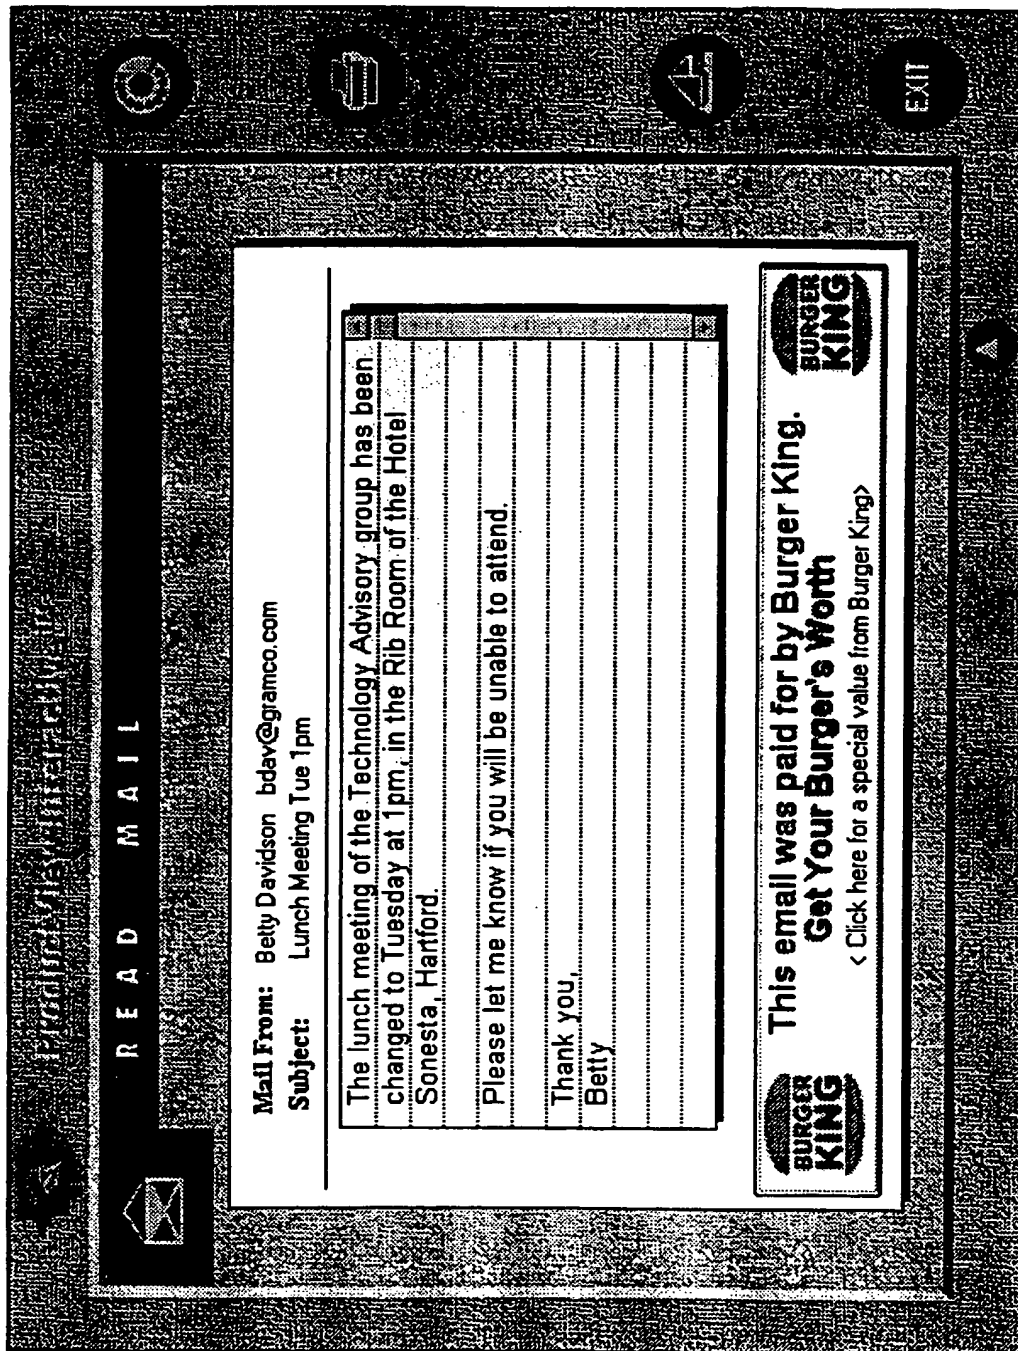 ProductView Interactive
READ MAIL
Mail From: Betty Davidson bdav@gramco.com
Subject: Lunch Meeting Tue 1pm
The lunch meeting of the Technology Advisory group has been
changed to Tuesday at 1pm, in the Rib Room of the Hotel
Sonesta, Hartford.
Please let me know if you will be unable to attend.
Thank you,
Betty
BURGER
KING
This email was paid for by Burger King.
Get Your Burger's Worth
< Click here for a special value from Burger King>
BURGER
KING
EXIT